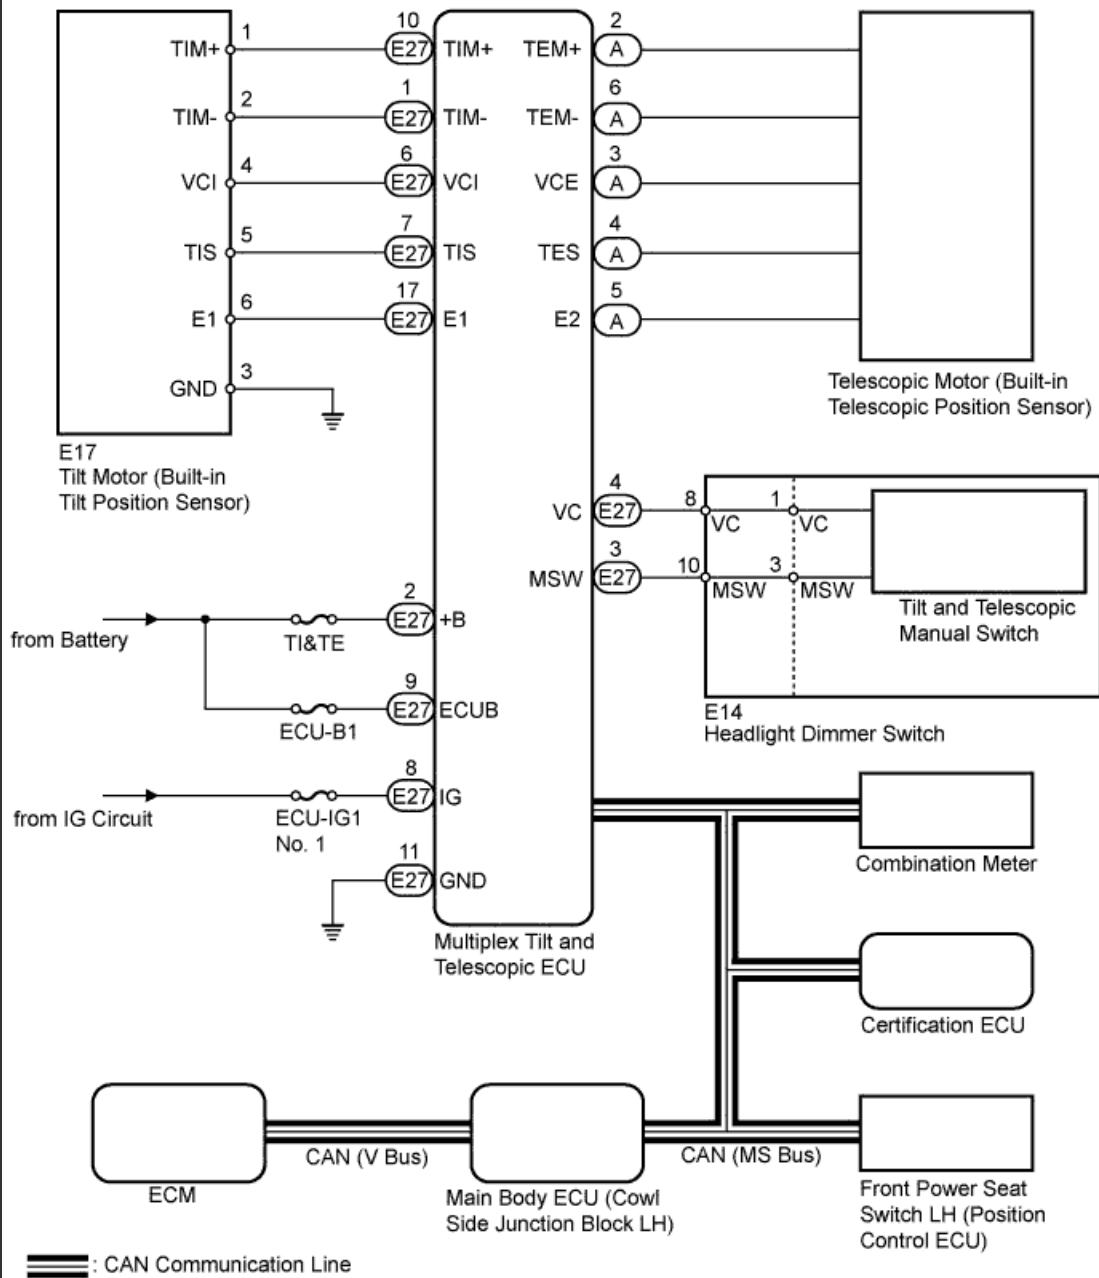 10
2
1
TIM+
E27
TIM+
TEM+
A
1
6
2
TIM-
E27
TIM-
TEM-
A
6
3
4
VCI
E27
VCI
VCE
A
7
4
5
TIS
E27
TIS
TES
A
17
5
6
E1
E27
E1
E2
A
3
GND
Telescopic Motor (Built-in
Telescopic Position Sensor)
E17
Tilt Motor (Built-in
Tilt Position Sensor)
4
VC
E27
8
VC
1
VC
3
MSW
E27
10
MSW
3
MSW
Tilt and Telescopic
Manual Switch
E14
Headlight Dimmer Switch
from Battery
TI&TE
2
E27
+B
ECU-B1
9
E27
ECUB
from IG Circuit
ECU-IG1
No. 1
8
E27
IG
11
E27
GND
Multiplex Tilt and
Telescopic ECU
Combination Meter
Certification ECU
ECM
CAN (V Bus)
Main Body ECU (Cowl
Side Junction Block LH)
CAN (MS Bus)
Front Power Seat
Switch LH (Position
Control ECU)
: CAN Communication Line